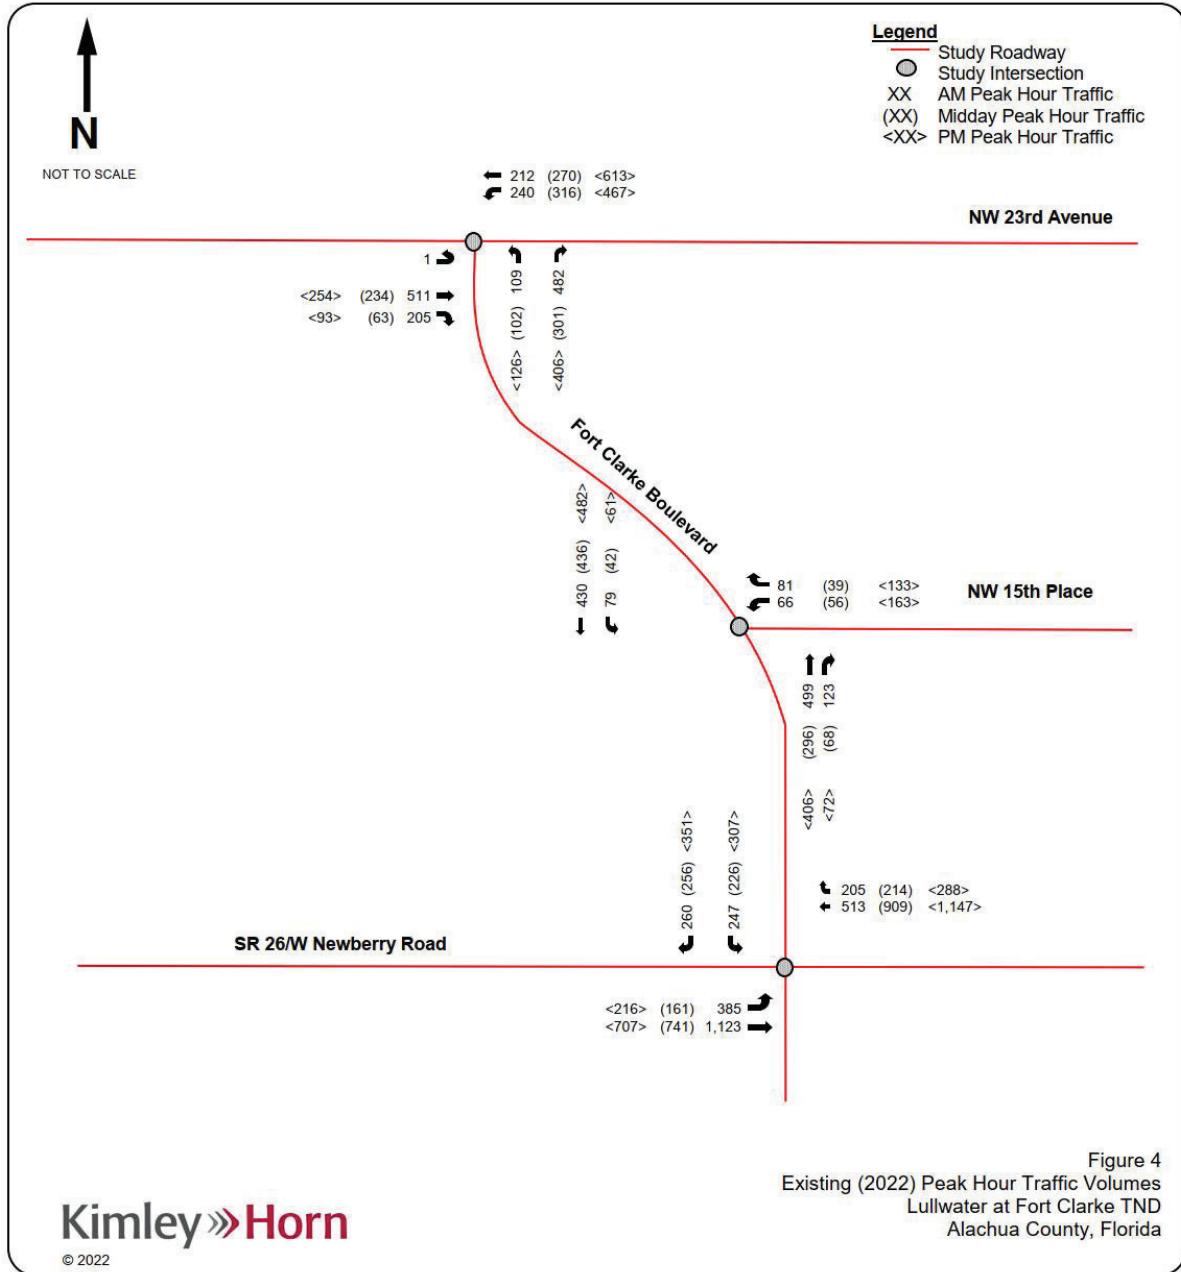 N
NOT TO SCALE
Legend
Study Roadway
Study Intersection
XX AM Peak Hour Traffic
(XX) Midday Peak Hour Traffic
<XX> PM Peak Hour Traffic
212 (270) <613>
240 (316) <467>
NW 23rd Avenue
1
<254> (234) 511
<93> (63) 205
<126> (102) 109
<406> (301) 482
Fort Clarke Boulevard
430 (436) <482>
79 (42) <61>
81 (39) <133>
66 (56) <163>
NW 15th Place
<406> (296) 499
<72> (68) 123
260 (256) <351>
247 (226) <307>
205 (214) <288>
513 (909) <1,147>
SR 26/W Newberry Road
<216> (161) 385
<707> (741) 1,123
Figure 4
Existing (2022) Peak Hour Traffic Volumes
Lullwater at Fort Clarke TND
Alachua County, Florida
Kimley»Horn
© 2022